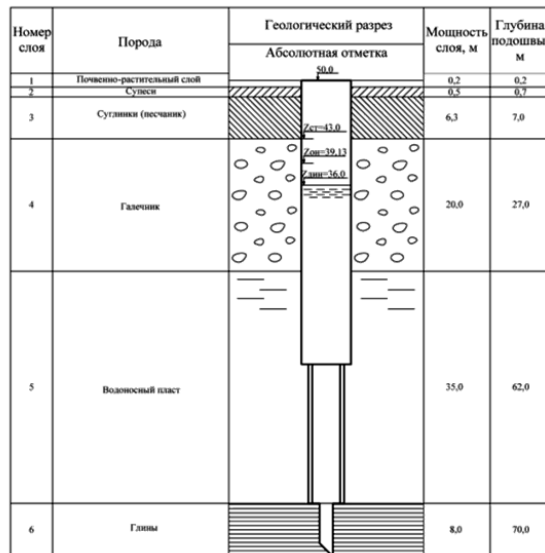 Номер слоя
Порода
Геологический разрез
Абсолютная отметка
Мощность слоя, м
Глубина подошвы м
50.0
1 Почвенно-растительный слой 0,2 0,2
2 Супеси 0,5 0,7
3 Суглинки (песчаник) 6,3 7,0
Zст=43.0
Zон=39,13
Zдин=36.0
4 Галечник 20,0 27,0
5 Водоносный пласт 35,0 62,0
6 Глины 8,0 70,0